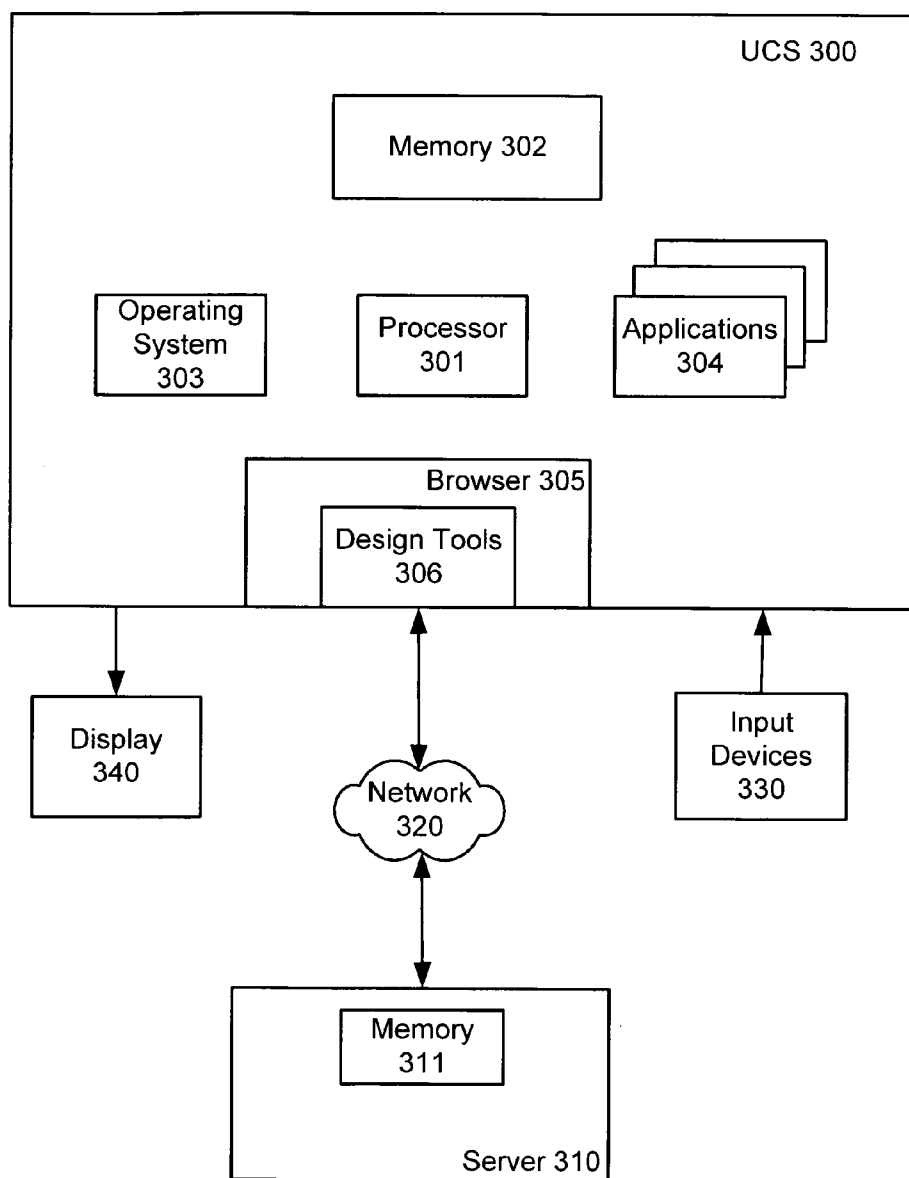 UCS 300
Memory 302
Operating
System
303
Processor
301
Applications
304
Browser 305
Design Tools
306
Display
340
Network
320
Input
Devices
330
Memory
311
Server 310